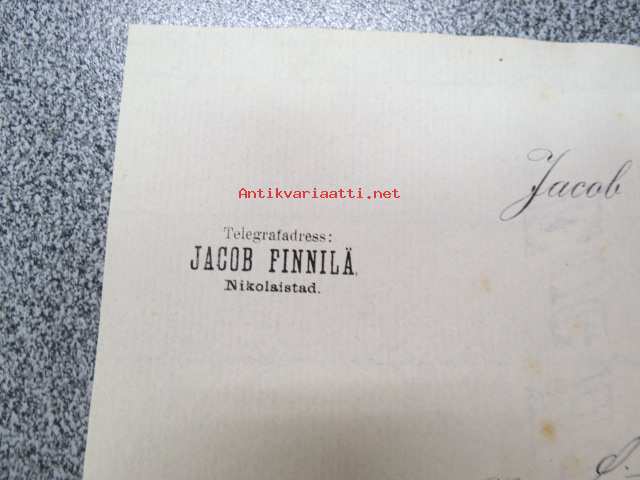 Jacob
Antikvariaatti.net
Telegrafadress:
JACOB FINNILÄ,
Nikolaistad.